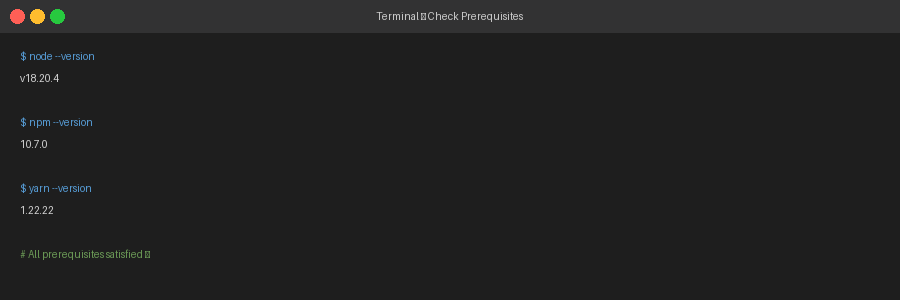 Terminal Check Prerequisites
$ node --version
v18.20.4
$ npm --version
10.7.0
$ yarn --version
1.22.22
# All prerequisites satisfied